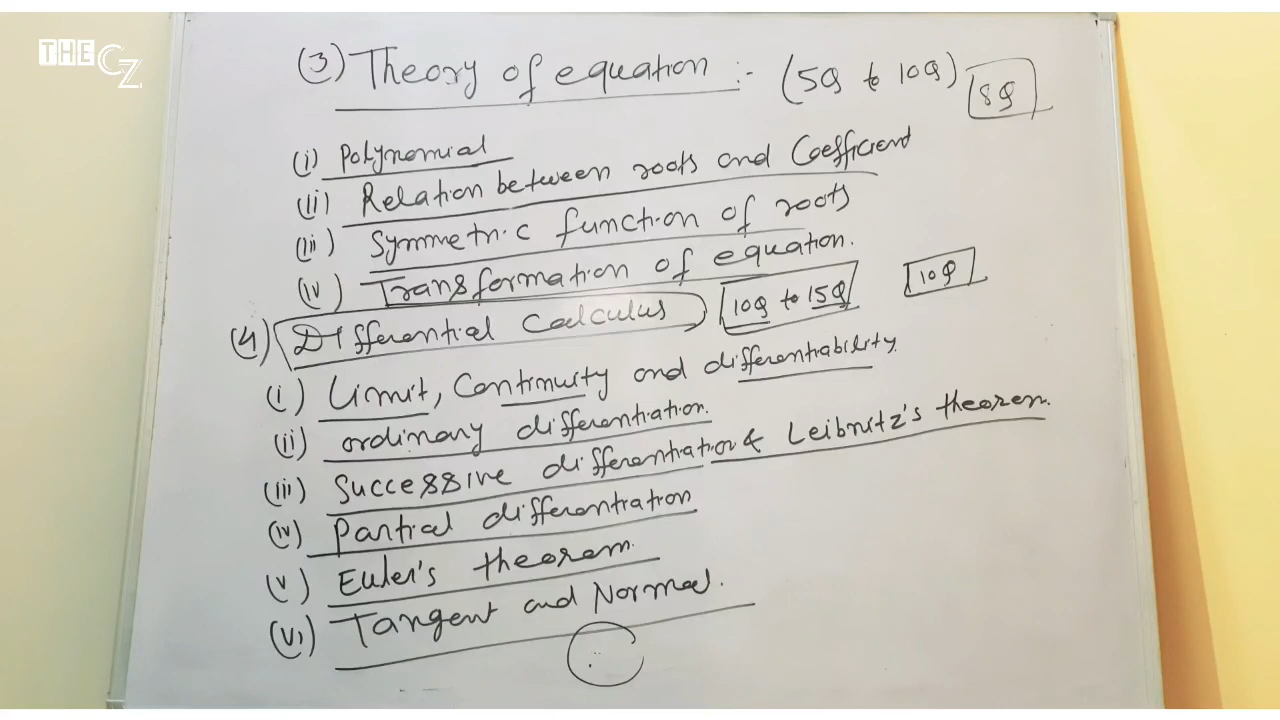 THE CZ
(3) Theory of equation :- (5Q to 10Q) 8Q
(i) Polynomial
(ii) Relation between roots and Coefficient
(iii) Symmetric function of roots
(iv) Transformation of equation.
(4) Differential Calculus 10Q to 15Q 10Q
(i) Limit, Continuity and differentiability.
(ii) ordinary differentiation.
(iii) Successive differentiation & Leibnitz's theorem.
(iv) Partial differentiation
(v) Euler's theorem.
(vi) Tangent and Normal.